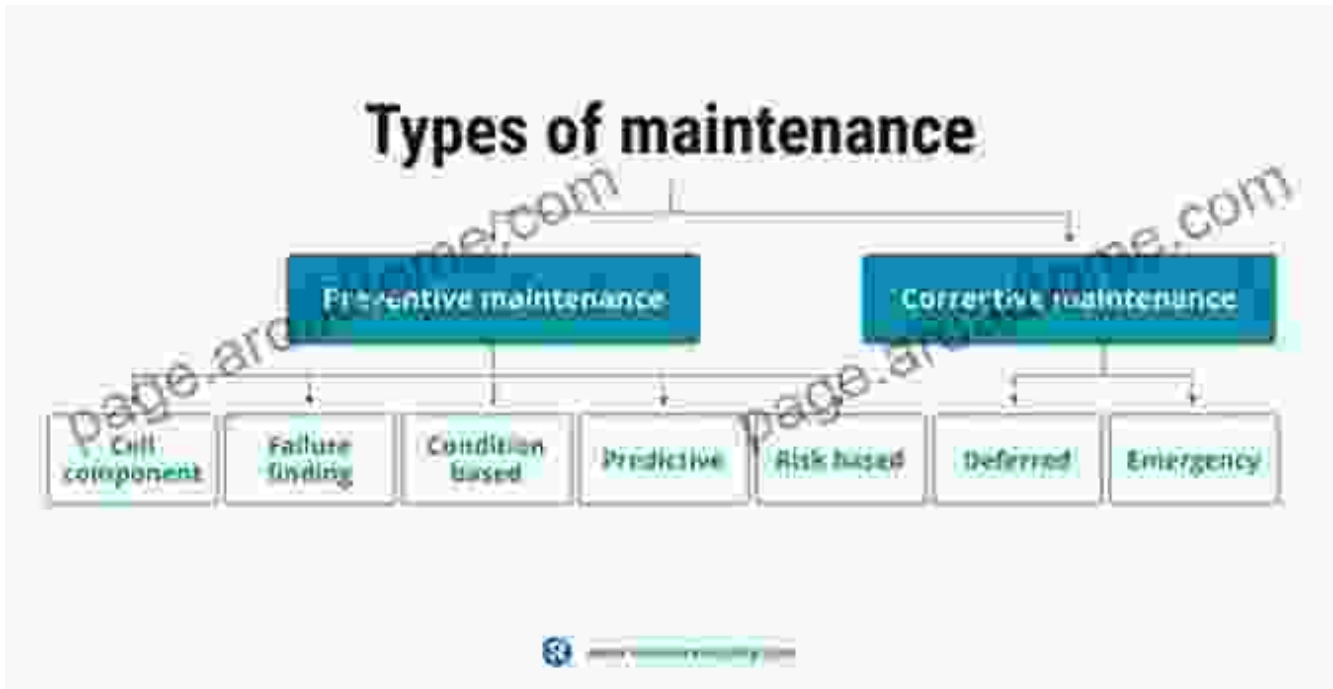 Types of maintenance
Preventive maintenance
Corrective maintenance
component
Failure
finding
Condition
based
Predictive
Risk based
Deferred
Emergency